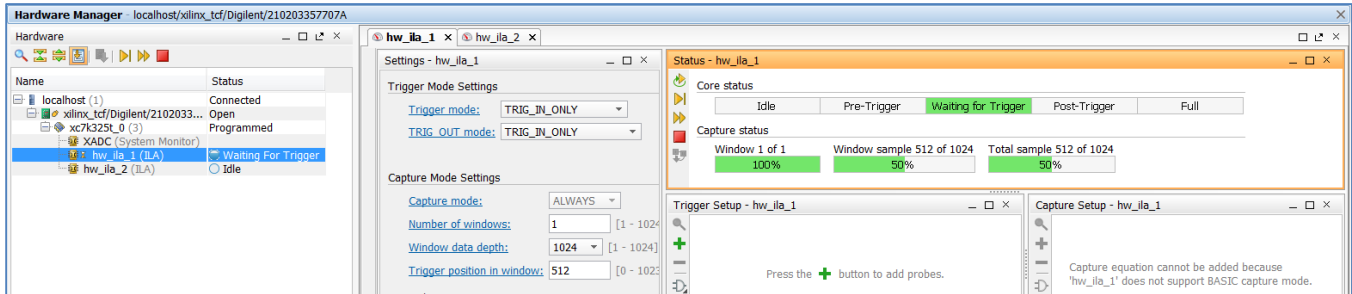 Hardware Manager - localhost/xilinx_tcf/Digilent/210203357707A
Hardware
Name Status
localhost (1) Connected
xilinx_tcf/Digilent/2102033... Open
xc7k325t_0 (3) Programmed
XADC (System Monitor)
hw_ila_1 (ILA) Waiting For Trigger
hw_ila_2 (ILA) Idle
hw_ila_1 hw_ila_2
Settings - hw_ila_1
Trigger Mode Settings
Trigger mode: TRIG_IN_ONLY
TRIG_OUT mode: TRIG_IN_ONLY
Capture Mode Settings
Capture mode: ALWAYS
Number of windows: 1 [1 - 1024
Window data depth: 1024 [1 - 1024]
Trigger position in window: 512 [0 - 1023
Status - hw_ila_1
Core status
Idle Pre-Trigger Waiting for Trigger Post-Trigger Full
Capture status
Window 1 of 1 Window sample 512 of 1024 Total sample 512 of 1024
100% 50% 50%
Trigger Setup - hw_ila_1
Press the + button to add probes.
Capture Setup - hw_ila_1
Capture equation cannot be added because
'hw_ila_1' does not support BASIC capture mode.